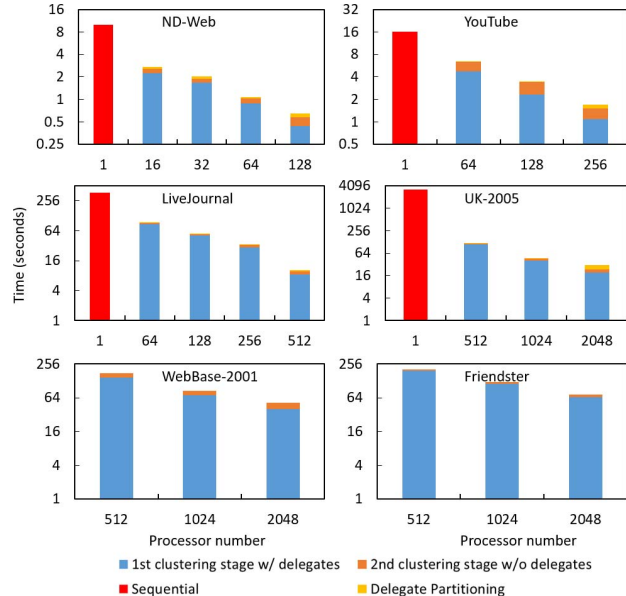 ND-Web
YouTube
16
8
4
2
1
0.5
0.25
32
16
8
4
2
1
0.5
1 16 32 64 128
1 64 128 256
Time (seconds)
LiveJournal
UK-2005
256
64
16
4
1
4096
1024
256
64
16
4
1
1 64 128 256 512
1 512 1024 2048
WebBase-2001
Friendster
256
64
16
4
1
256
64
16
4
1
512 1024 2048
512 1024 2048
Processor number
Processor number
1st clustering stage w/ delegates
2nd clustering stage w/o delegates
Sequential
Delegate Partitioning